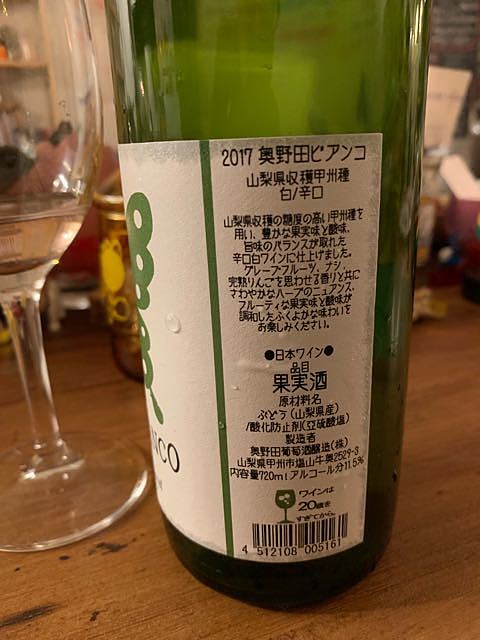 2017 奥野田ビアンコ
山梨県収穫甲州種
白/辛口
山梨県収穫の糖度の高い甲州種を
用い、豊かな果実味と酸味、
旨味のバランスが取れた
辛口白ワインに仕上げました。
グレープフルーツ、ナシ、
完熟りんごを思わせる香りと共に
さわやかなハーブのニュアンス、
フルーティな果実味と酸味が
調和したふくよかな味わいを
お楽しみください。
●日本ワイン●
品目
果実酒
原材料名
ぶどう(山梨県産)
/酸化防止剤(亜硫酸塩)
製造者
奥野田葡萄酒醸造(株)
山梨県甲州市塩山牛奥2529-3
内容量720ml アルコール分11.5%
ワインは
20歳を
すぎてから。
4 512108 005161
NCO